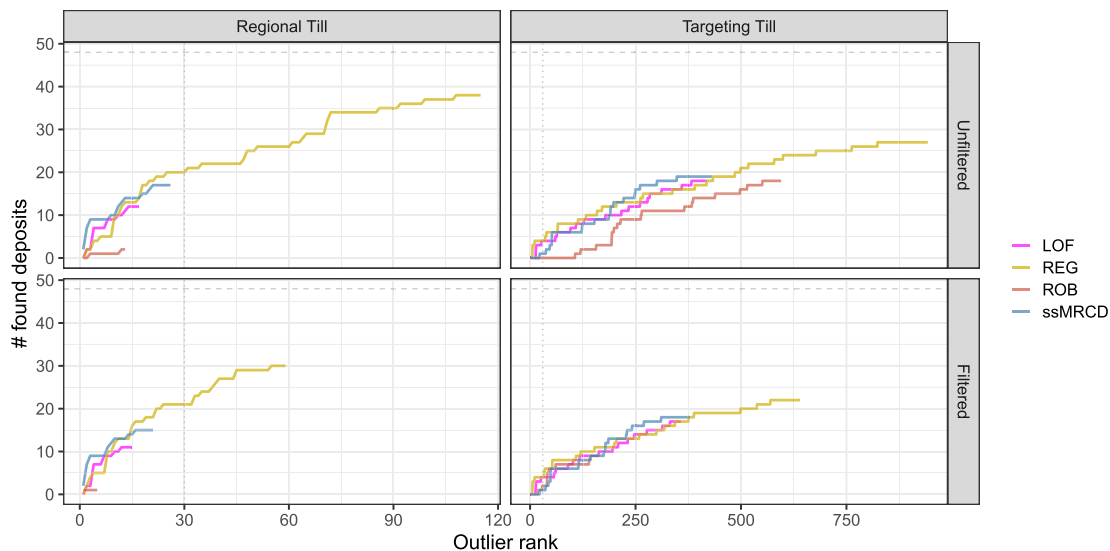 Regional Till
Targeting Till
50
40
30
20
10
0
Unfiltered
50
40
30
20
10
0
Filtered
# found deposits
0
30
60
90
120
0
250
500
750
Outlier rank
LOF
REG
ROB
ssMRCD